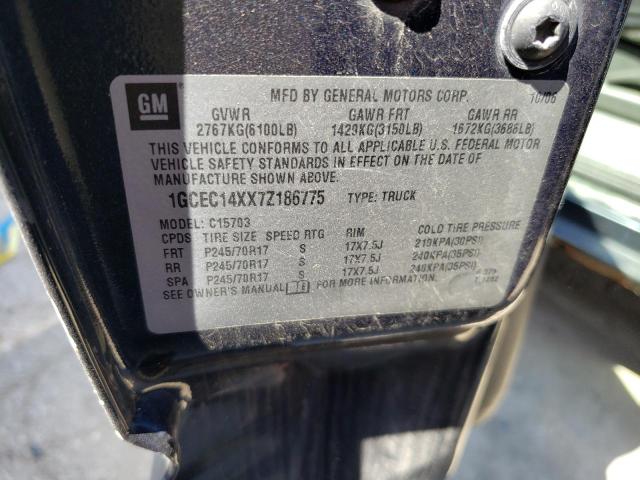 GM
MFD BY GENERAL MOTORS CORP.
10/06
GVWR GAWR FRT GAWR RR
2767KG(6100LB) 1429KG(3150LB) 1672KG(3686LB)
THIS VEHICLE CONFORMS TO ALL APPLICABLE U.S. FEDERAL MOTOR
VEHICLE SAFETY STANDARDS IN EFFECT ON THE DATE OF
MANUFACTURE SHOWN ABOVE.
1GCEC14XX7Z186775 TYPE: TRUCK
MODEL: C15703
CPDS TIRE SIZE SPEED RTG RIM COLD TIRE PRESSURE
FRT P245/70R17 S 17X7.5J 210KPA(30PSI)
RR P245/70R17 S 17X7.5J 240KPA(35PSI)
SPA P245/70R17 S 17X7.5J 240KPA(35PSI)
SEE OWNER'S MANUAL FOR MORE INFORMATION.